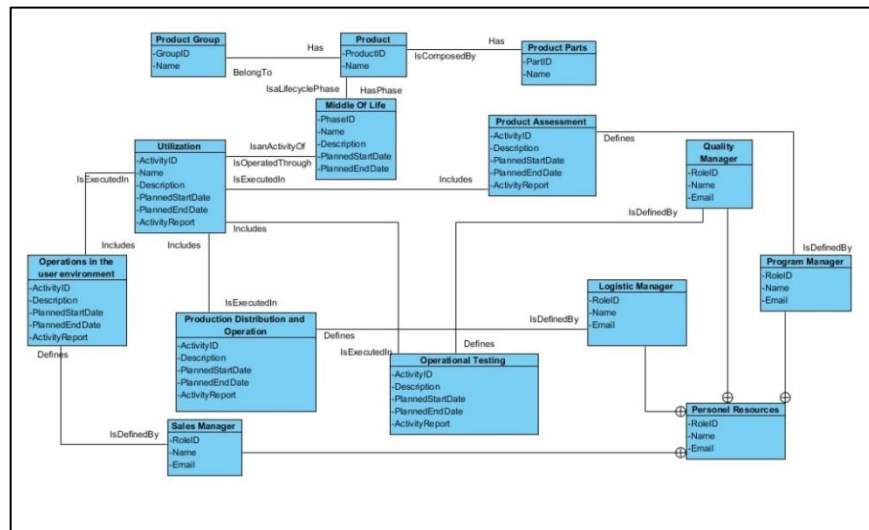 Product Group
-GroupID
-Name
Has
BelongTo
Product
-ProductID
-Name
Has
IsComposedBy
Product Parts
-PartID
-Name
IsaLifecyclePhase
HasPhase
Middle Of Life
-PhaseID
-Name
-Description
-PlannedStartDate
-PlannedEndDate
Utilization
-ActivityID
-Name
-Description
-PlannedStartDate
-PlannedEndDate
-ActivityReport
IsanActivityOf
IsOperatedThrough
IsExecutedIn
Includes
Product Assessment
-ActivityID
-Description
-PlannedStartDate
-PlannedEndDate
-ActivityReport
Defines
Quality
Manager
-RoleID
-Name
-Email
IsExecutedIn
Includes
Includes
Includes
IsDefinedBy
IsDefinedBy
Operations in the
user environment
-ActivityID
-Description
-PlannedStartDate
-PlannedEndDate
-ActivityReport
Defines
IsExecutedIn
Production Distribution and
Operation
-ActivityID
-Description
-PlannedStartDate
-PlannedEndDate
-ActivityReport
Defines
IsDefinedBy
Logistic Manager
-RoleID
-Name
-Email
Program Manager
-RoleID
-Name
-Email
IsExecutedIn
Defines
Operational Testing
-ActivityID
-Description
-PlannedStartDate
-PlannedEndDate
-ActivityReport
IsDefinedBy
Sales Manager
-RoleID
-Name
-Email
Personel Resources
-RoleID
-Name
-Email